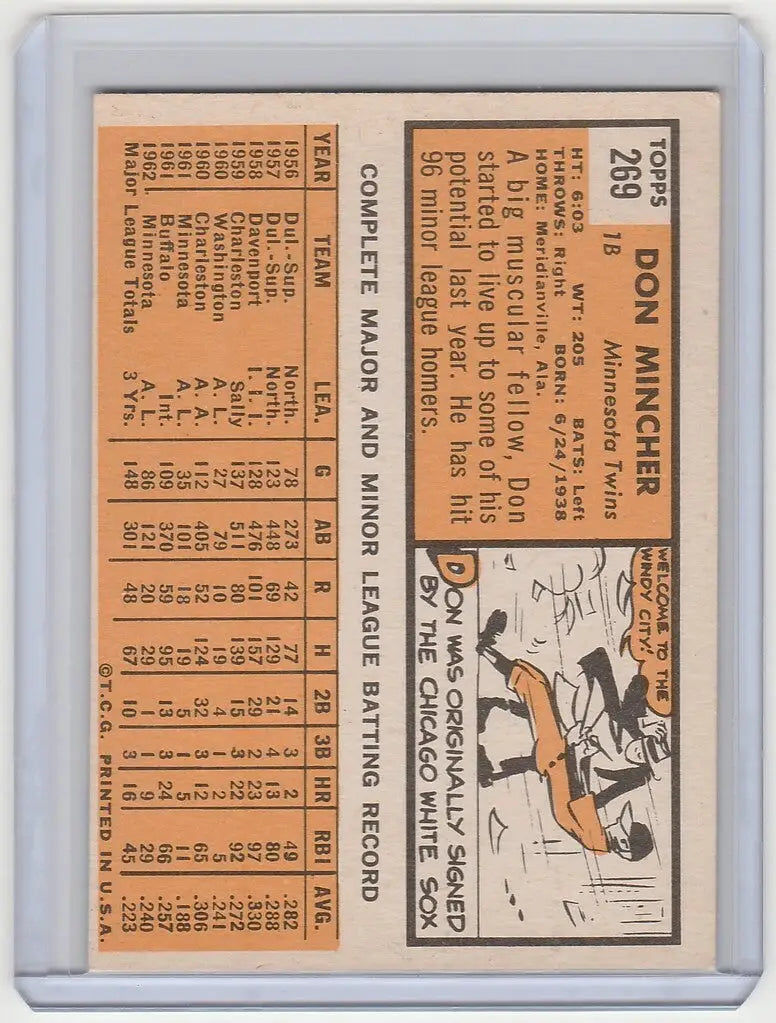 TOPPS
269
DON MINCHER
1B Minnesota Twins
HT: 6:03 WT: 205 BATS: Left
THROWS: Right BORN: 6/24/1938
HOME: Meridianville, Ala.
A big muscular fellow, Don
started to live up to some of his
potential last year. He has hit
96 minor league homers.
WELCOME TO THE
WINDY CITY!
DON WAS ORIGINALLY SIGNED
BY THE CHICAGO WHITE SOX
COMPLETE MAJOR AND MINOR LEAGUE BATTING RECORD
YEAR TEAM LEA. G AB R H 2B 3B HR RBI AVG.
1956 Dul.-Sup. North. 78 273 42 77 14 3 2 49 .282
1957 Dul.-Sup. North. 123 448 69 129 21 4 13 80 .288
1958 Davenport I. I. I. 128 476 101 157 29 2 23 97 .330
1959 Charleston Sally 137 511 80 139 15 3 22 92 .272
1960 Washington A. L. 27 79 10 19 4 1 2 5 .241
1960 Charleston A. A. 112 405 52 124 32 3 12 65 .306
1961 Minnesota A. L. 35 101 18 19 5 1 5 11 .188
1961 Buffalo Int. 109 370 59 95 13 3 24 66 .257
1962 Minnesota A. L. 86 121 20 29 1 1 9 29 .240
Major League Totals 3 Yrs. 148 301 48 67 10 3 16 45 .223
©T.C.G. PRINTED IN U.S.A.